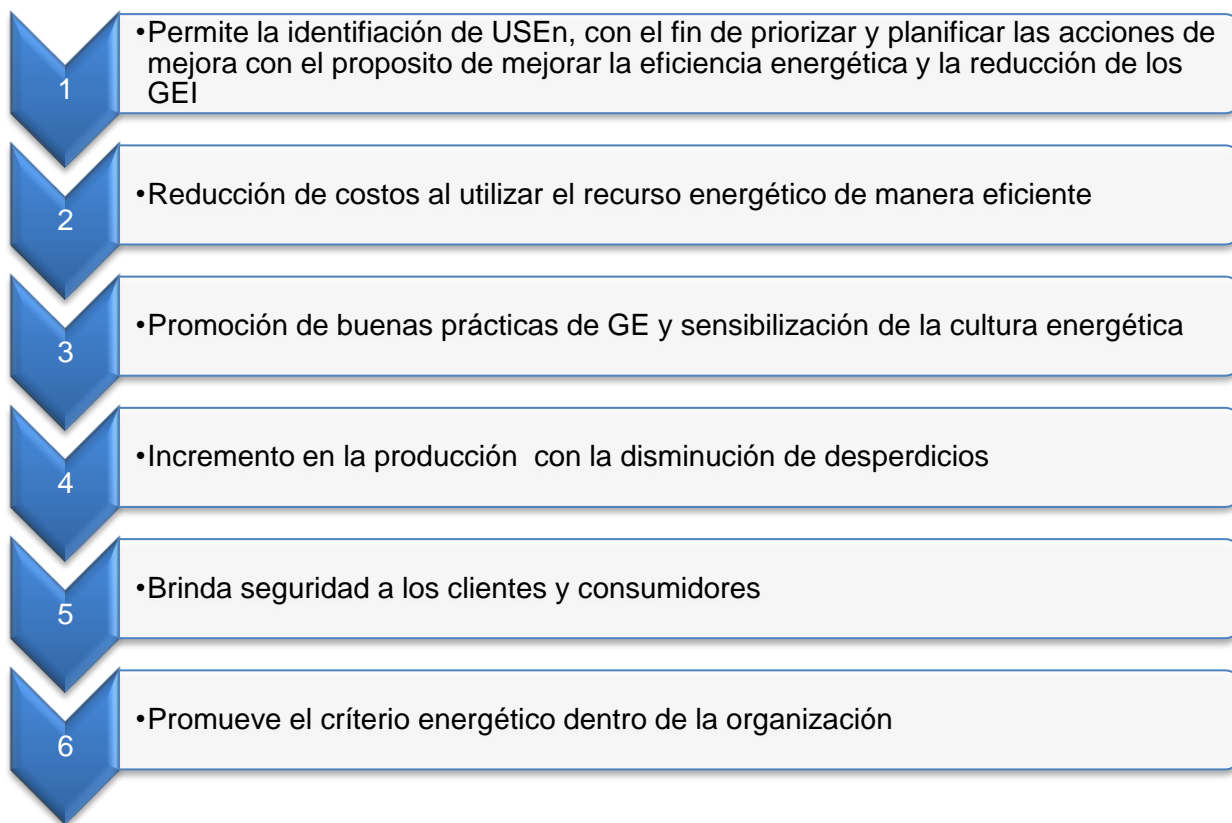 1
•Permite la identifiación de USEn, con el fin de priorizar y planificar las acciones de
mejora con el proposito de mejorar la eficiencia energética y la reducción de los
GEI
2
•Reducción de costos al utilizar el recurso energético de manera eficiente
3
•Promoción de buenas prácticas de GE y sensibilización de la cultura energética
4
•Incremento en la producción  con la disminución de desperdicios
5
•Brinda seguridad a los clientes y consumidores
6
•Promueve el críterio energético dentro de la organización